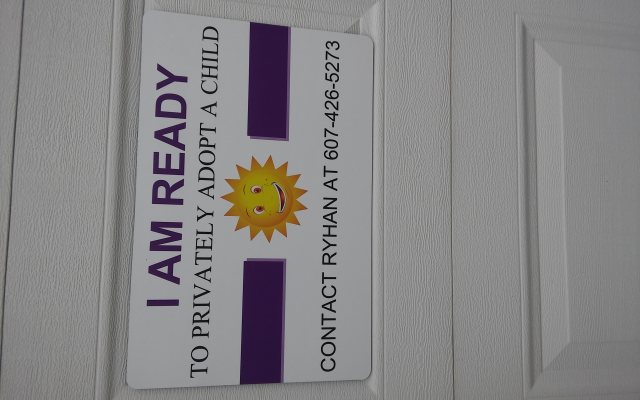 I AM READY
TO PRIVATELY ADOPT A CHILD
CONTACT RYHAN AT 607-426-5273